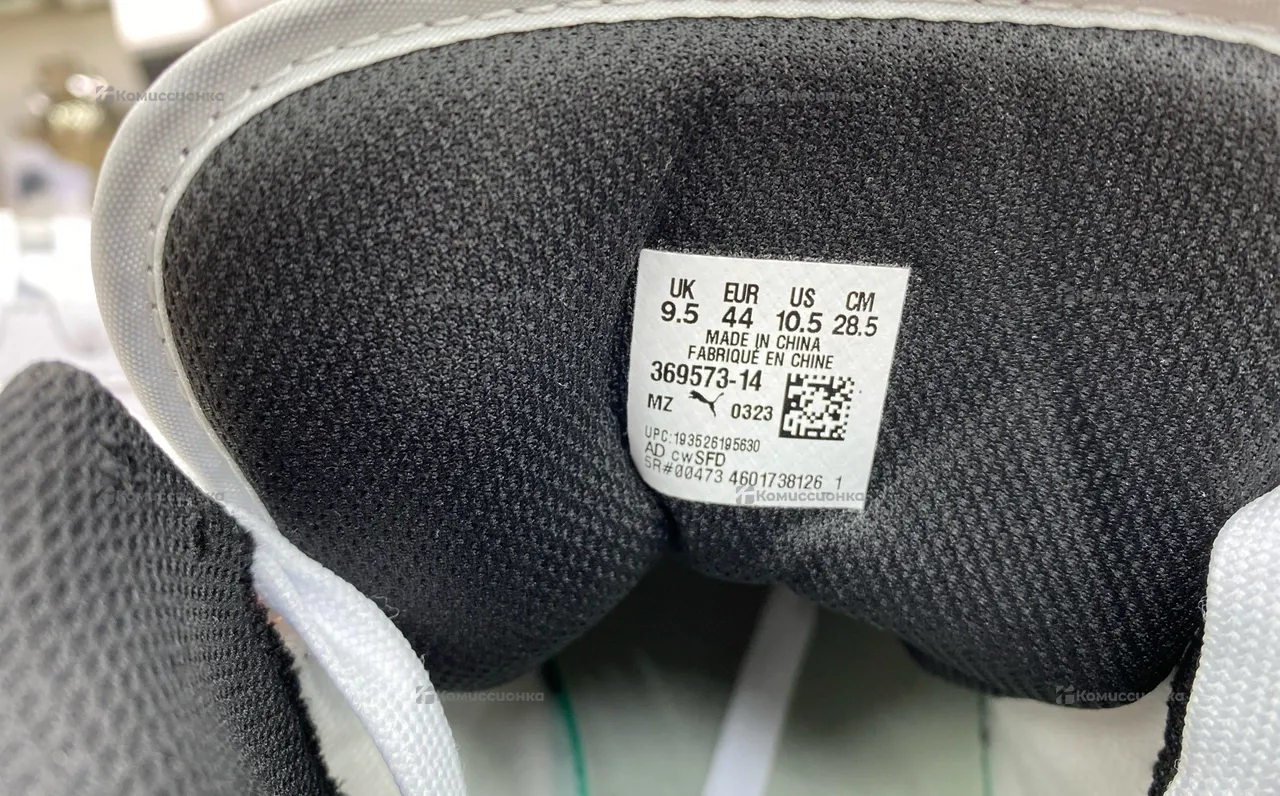 Комиссионка
UK EUR US CM
9.5 44 10.5 28.5
MADE IN CHINA
FABRIQUÉ EN CHINE
369573-14
MZ 0323
UPC:193526195630
AD cwSFD
SR#00473 4601738126 1
Комиссионка
Комиссионка
Комиссионка